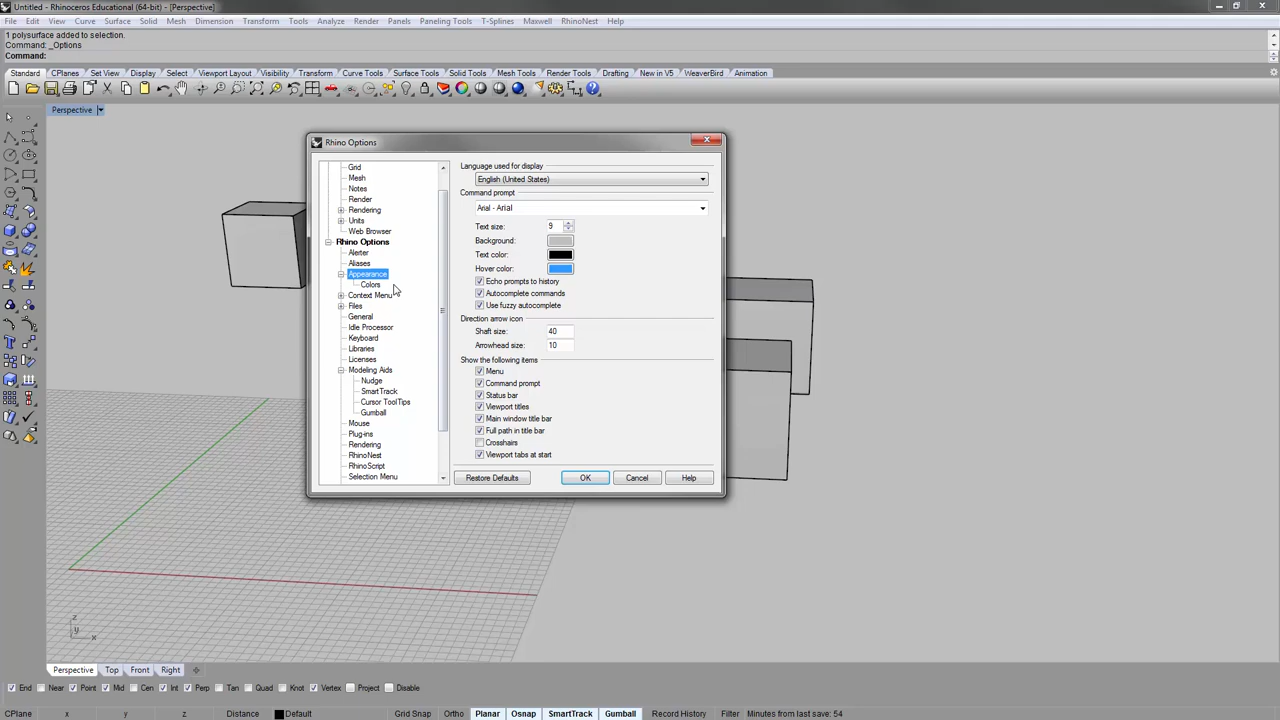 Untitled - Rhinoceros Educational (64-bit) - [Perspective]
File Edit View Curve Surface Solid Mesh Dimension Transform Tools Analyze Render Panels Paneling Tools T-Splines Maxwell RhinoNest Help
1 polysurface added to selection.
Command: _Options
Command:
Standard CPlanes Set View Display Select Viewport Layout Visibility Transform Curve Tools Surface Tools Solid Tools Mesh Tools Render Tools Drafting New in V5 WeaverBird Animation
Perspective
Rhino Options
Grid
Mesh
Notes
Render
Rendering
Units
Web Browser
Rhino Options
Alerter
Aliases
Appearance
Colors
Context Menu
Files
General
Idle Processor
Keyboard
Libraries
Licenses
Modeling Aids
Nudge
SmartTrack
Cursor ToolTips
Gumball
Mouse
Plug-ins
Rendering
RhinoNest
RhinoScript
Selection Menu
Language used for display
English (United States)
Command prompt
Arial - Arial
Text size: 9
Background:
Text color:
Hover color:
Echo prompts to history
Autocomplete commands
Use fuzzy autocomplete
Direction arrow icon
Shaft size: 40
Arrowhead size: 10
Show the following items
Menu
Command prompt
Status bar
Viewport titles
Main window title bar
Full path in title bar
Crosshairs
Viewport tabs at start
Restore Defaults OK Cancel Help
z
y
x
Perspective Top Front Right
End Near Point Mid Cen Int Perp Tan Quad Knot Vertex Project Disable
CPlane x y z Distance Default Grid Snap Ortho Planar Osnap SmartTrack Gumball Record History Filter Minutes from last save: 54